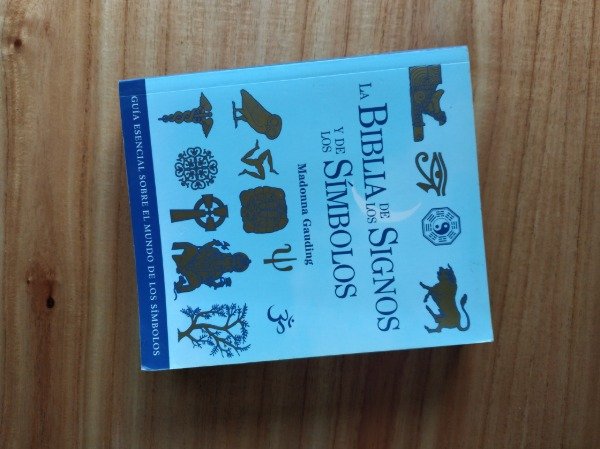 LA BIBLIA
DE
LOS SIGNOS
Y DE
LOS SÍMBOLOS
Madonna Gauding
GUÍA ESENCIAL SOBRE EL MUNDO DE LOS SÍMBOLOS